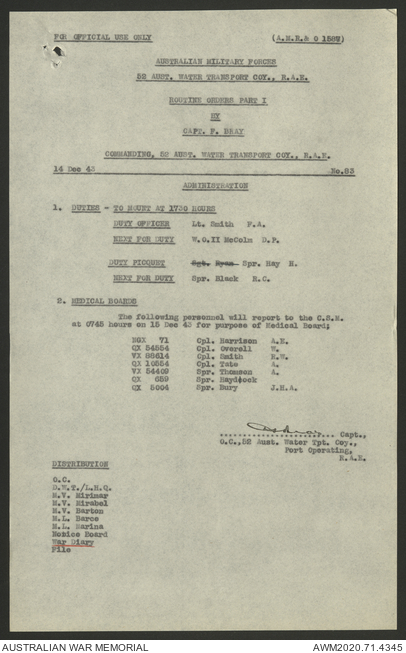 FOR OFFICIAL USE ONLY (A.M.R.& O 1582)
AUSTRALIAN MILITARY FORCES
52 AUST. WATER TRANSPORT COY., R.A.E.
ROUTINE ORDERS PART I
BY
CAPT. F. BRAY
COMMANDING, 52 AUST. WATER TRANSPORT COY., R.A.E.
14 Dec 43 No.83
ADMINISTRATION
1. DUTIES - TO MOUNT AT 1730 HOURS
DUTY OFFICER Lt. Smith F.A.
NEXT FOR DUTY W.O.II McColm D.F.
DUTY PICQUET Sgt. Ryan Spr. Hay H.
NEXT FOR DUTY Spr. Black R.C.
2. MEDICAL BOARDS
The following personnel will report to the C.S.M.
at 0745 hours on 15 Dec 43 for purpose of Medical Board;
NGX 71 Cpl. Harrison A.E.
QX 54554 Cpl. Overell W.
VX 88614 Cpl. Smith R.W.
QX 10554 Cpl. Tate A.
VX 54409 Spr. Thomson A.
QX 659 Spr. Haydock
QX 5004 Spr. Bury J.H.A.
Capt.,
O.C.,52 Aust. Water Tpt. Coy.,
Port Operating,
R.A.E.
DISTRIBUTION
O.C.
D.W.T./L.H.Q.
M.V. Mirimar
M.V. Mirabel
M.V. Barton
M.L. Barce
M.L. Marina
Notice Board
War Diary
File
AUSTRALIAN WAR MEMORIAL AWM2020.71.4345